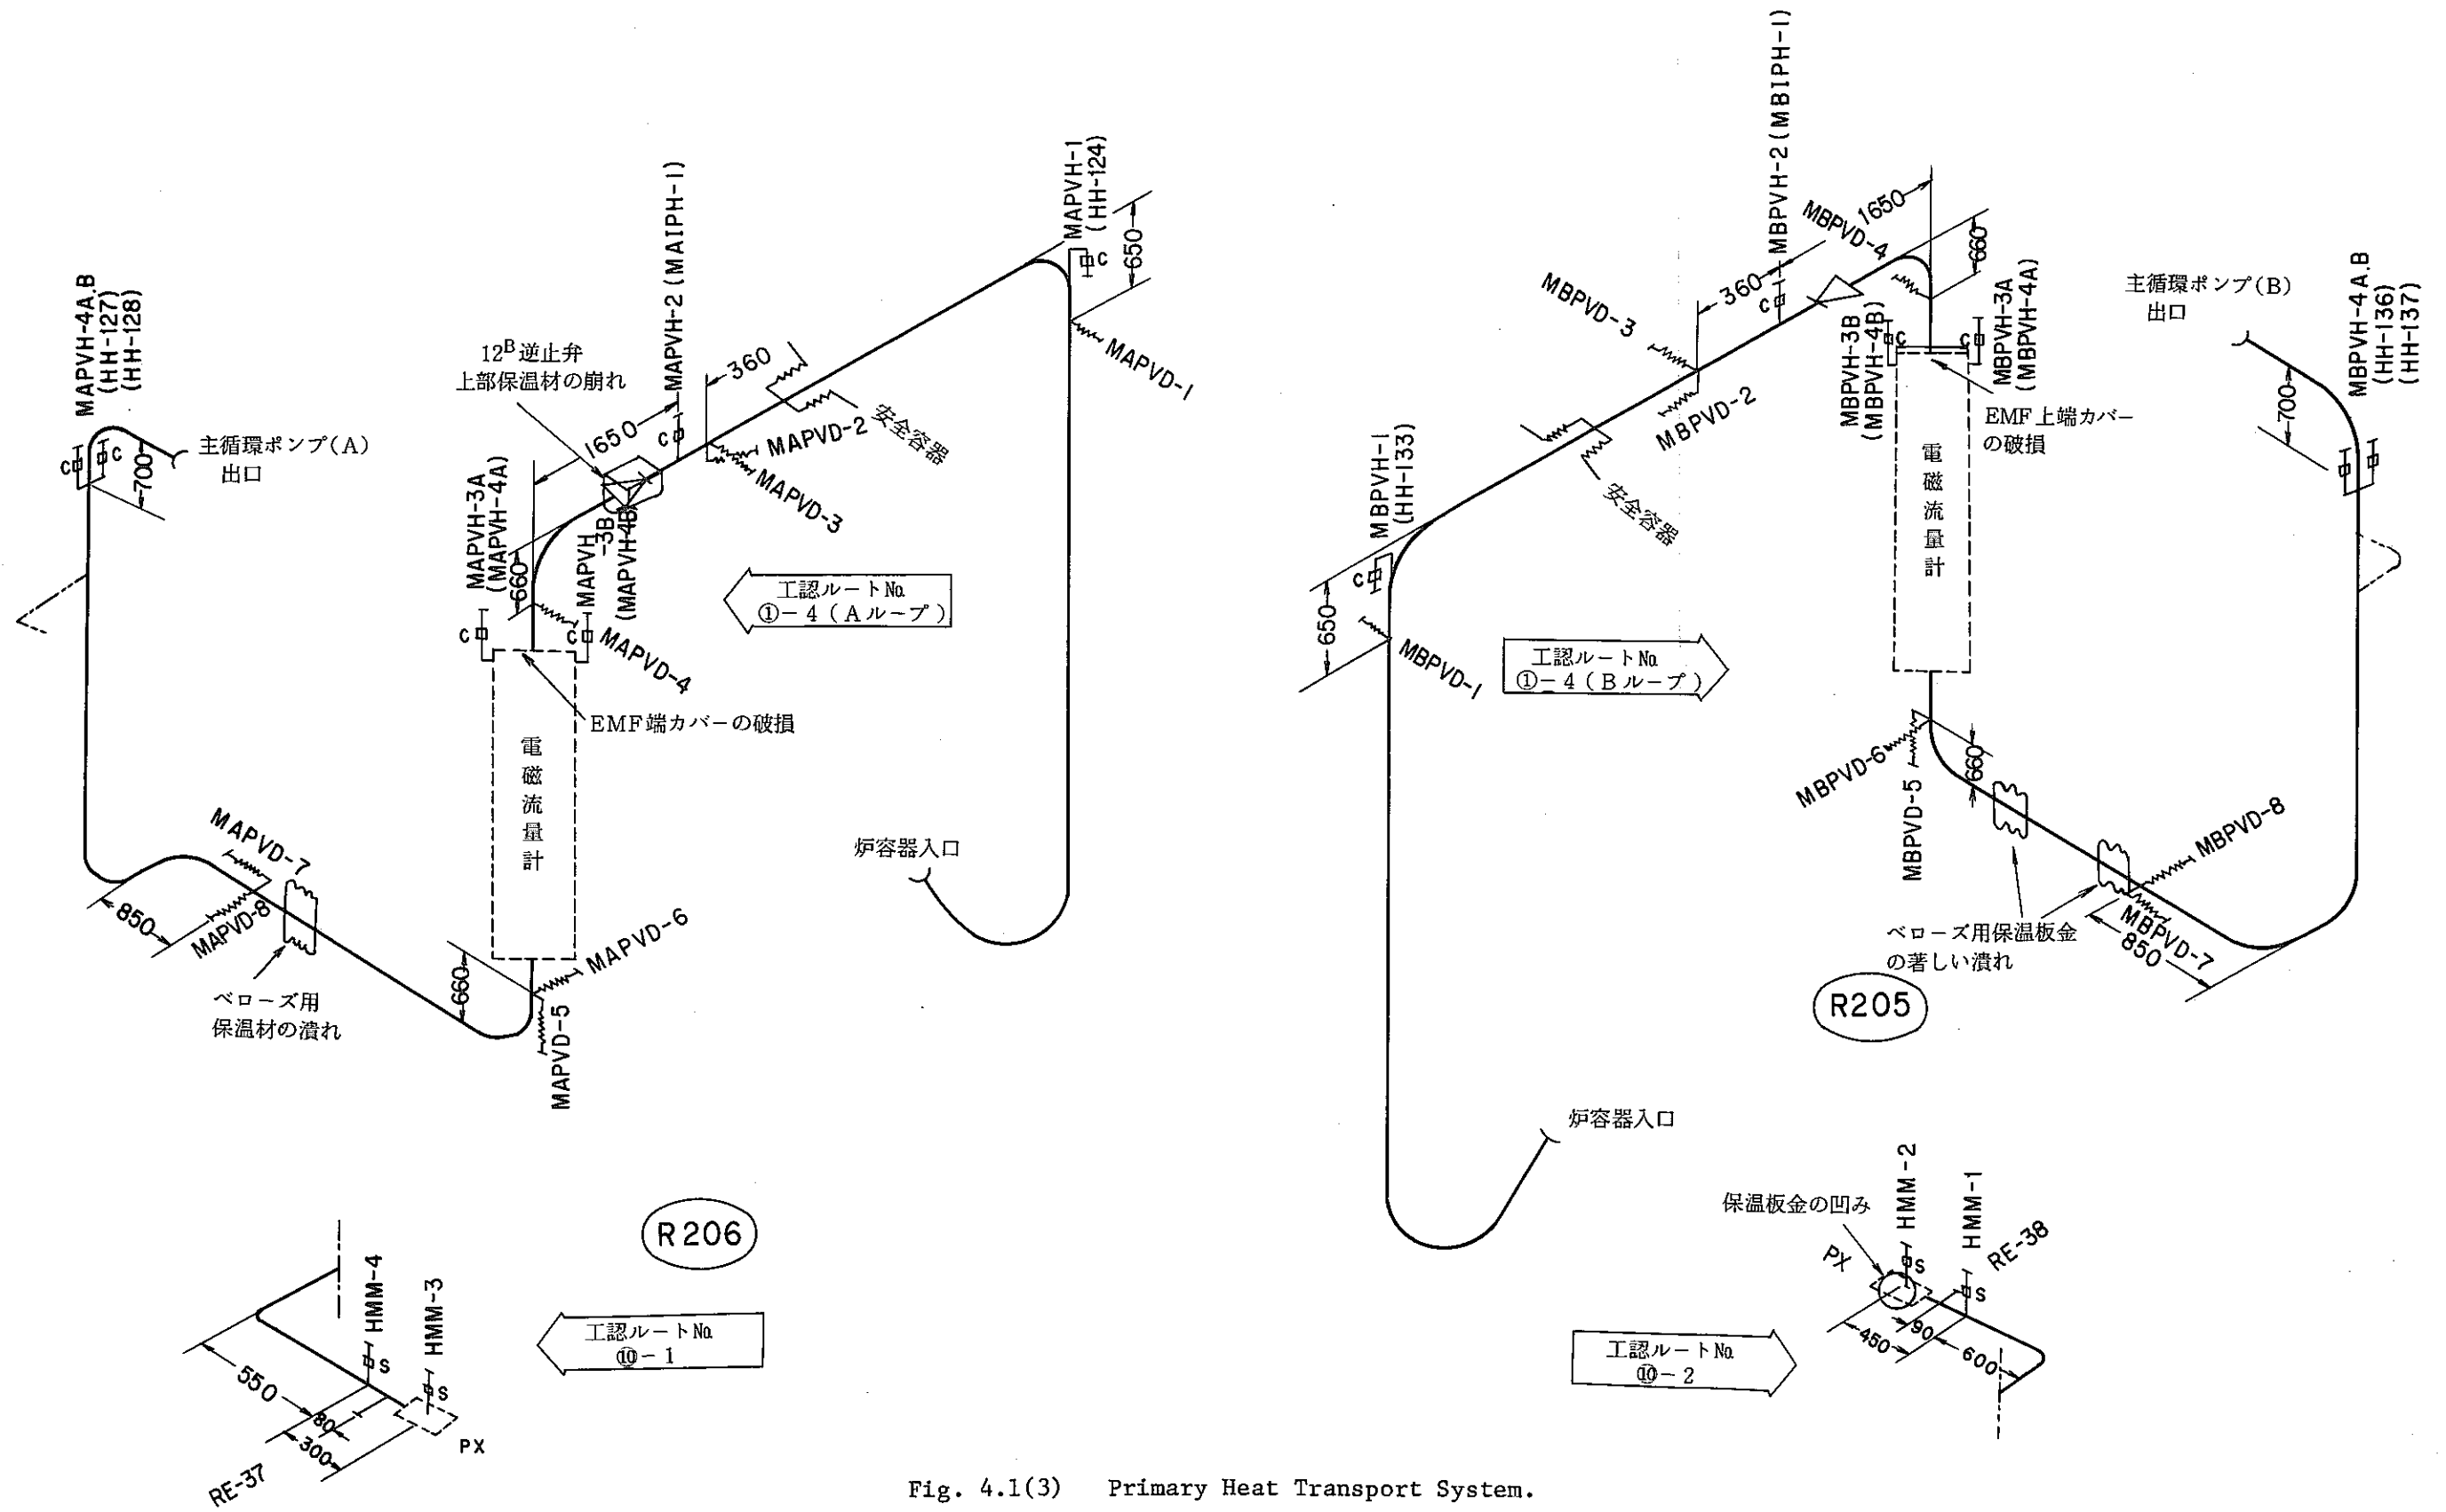 MAPVH-4A.B
(HH-127)
(HH-128)
C
C
700
主循環ポンプ(A)
出口
12ᴮ逆止弁
上部保温材の崩れ
1650
MAPVH-2(MAIPH-1)
C
360
MAPVH-1
(HH-124)
C
650
MAPVD-1
MAPVD-2
安全容器
MAPVD-3
MAPVH-3A
(MAPVH-4A)
660
MAPVH
-3B
(MAPVH-4B)
C
C
MAPVD-4
工認ルート№
①-4(Aループ)
EMF端カバーの破損
電磁流量計
MAPVD-7
850
MAPVD-8
ベローズ用
保温材の潰れ
660
MAPVD-6
MAPVD-5
炉容器入口
R206
HMM-4
HMM-3
S
S
550
80
300
RE-37
PX
工認ルート№
⑩-1
MBPVH-2(MBIPH-1)
1650
MBPVD-4
660
360
C
MBPVD-3
MBPVD-2
MBPVH-3B
(MBPVH-4B)
C
C
MBPVH-3A
(MBPVH-4A)
EMF上端カバー
の破損
電磁流量計
主循環ポンプ(B)
出口
700
MBPVH-4A.B
(HH-136)
(HH-137)
MBPVH-1
(HH-133)
C
650
MBPVD-1
安全容器
工認ルート№
①-4(Bループ)
MBPVD-6
MBPVD-5
660
MBPVD-8
MBPVD-7
850
ベローズ用保温板金
の著しい潰れ
R205
炉容器入口
保温板金の凹み
PX
HMM-2
HMM-1
S
S
RE-38
450
90
600
工認ルート№
⑩-2
Fig. 4.1(3) Primary Heat Transport System.